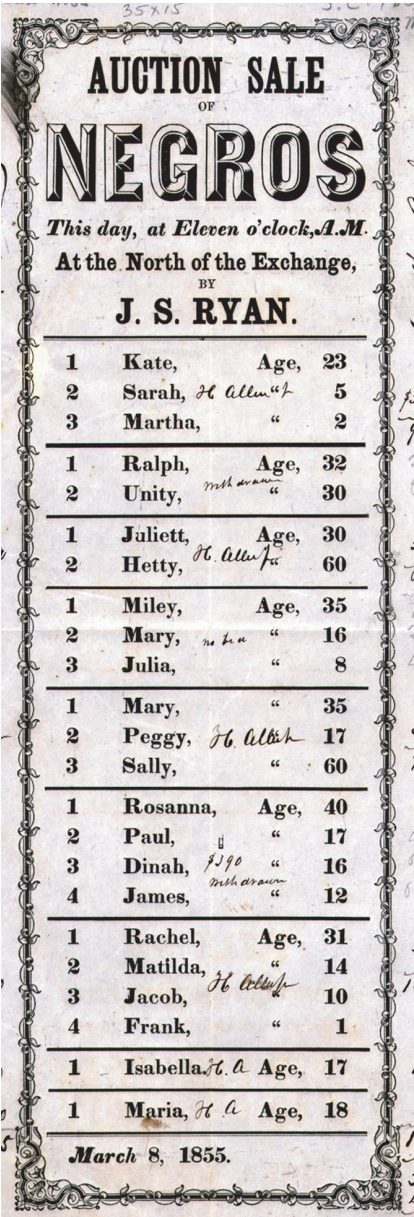 35x15
AUCTION SALE
OF
NEGROS
This day, at Eleven o'clock, A.M.
At the North of the Exchange,
BY
J. S. RYAN.
1 Kate, Age, 23
2 Sarah, H Allen “ 5
3 Martha, “ 2
1 Ralph, Age, 32
withdrawn
2 Unity, “ 30
1 Juliett, Age, 30
2 Hetty, H. Allen “ 60
1 Miley, Age, 35
2 Mary, “ 16
3 Julia, “ 8
1 Mary, “ 35
2 Peggy, H. “ 17
3 Sally, “ 60
1 Rosanna, Age, 40
2 Paul, “ 17
3 Dinah, “ 16
withdrawn
4 James, “ 12
1 Rachel, Age, 31
2 Matilda, “ 14
H Allen
3 Jacob, “ 10
4 Frank, “ 1
1 Isabella. H. A Age, 17
1 Maria, H A Age, 18
March 8, 1855.